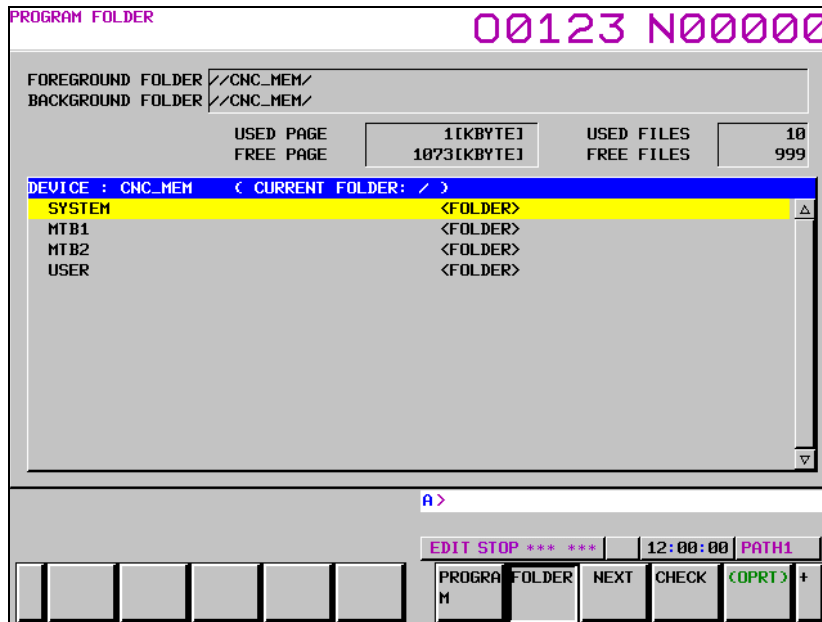 PROGRAM FOLDER
O0123 N00000
FOREGROUND FOLDER //CNC_MEM/
BACKGROUND FOLDER //CNC_MEM/
USED PAGE 1[KBYTE] USED FILES 10
FREE PAGE 1073[KBYTE] FREE FILES 999
DEVICE : CNC_MEM ( CURRENT FOLDER: / )
SYSTEM <FOLDER>
MTB1 <FOLDER>
MTB2 <FOLDER>
USER <FOLDER>
A>
EDIT STOP *** *** 12:00:00 PATH1
PROGRA FOLDER NEXT CHECK (OPRT) +
M